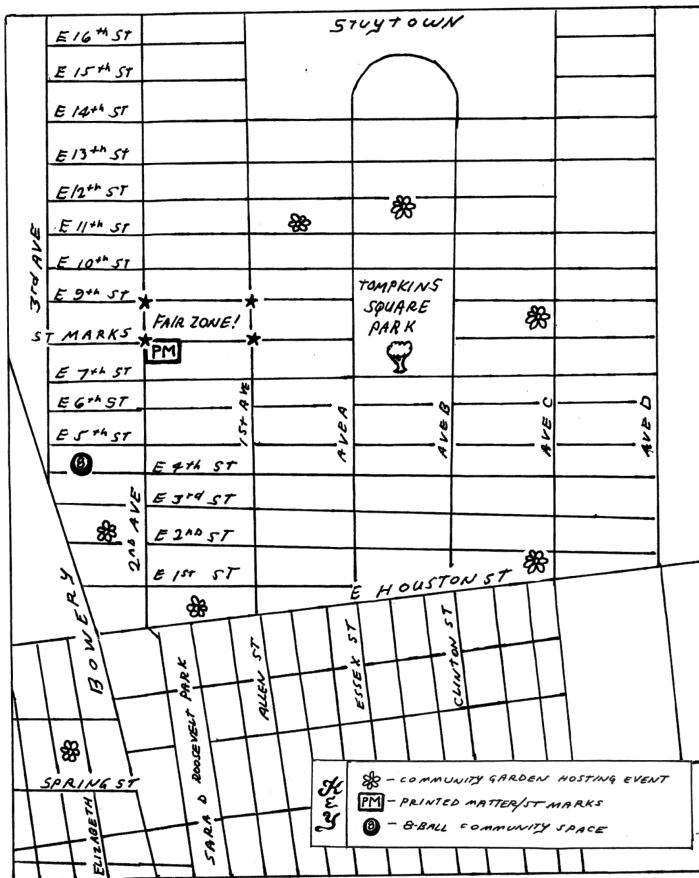 STUYTOWN
E 16th ST
E 15th ST
E 14th ST
E 13th ST
E 12th ST
E 11th ST
E 10th ST
E 9th ST
ST MARKS
E 7th ST
E 6th ST
E 5th ST
E 4th ST
E 3rd ST
E 2ND ST
E 1ST ST
3rd AVE
FAIR ZONE!
PM
TOMPKINS
SQUARE
PARK
1ST AVE
AVE A
AVE B
AVE C
AVE D
8
2ND AVE
BOWERY
E HOUSTON ST
SARA D ROOSEVELT PARK
ALLEN ST
ESSEX ST
CLINTON ST
SPRING ST
ELIZABETH
KEY
- COMMUNITY GARDEN HOSTING EVENT
PM - PRINTED MATTER/ST MARKS
8 - 8-BALL COMMUNITY SPACE